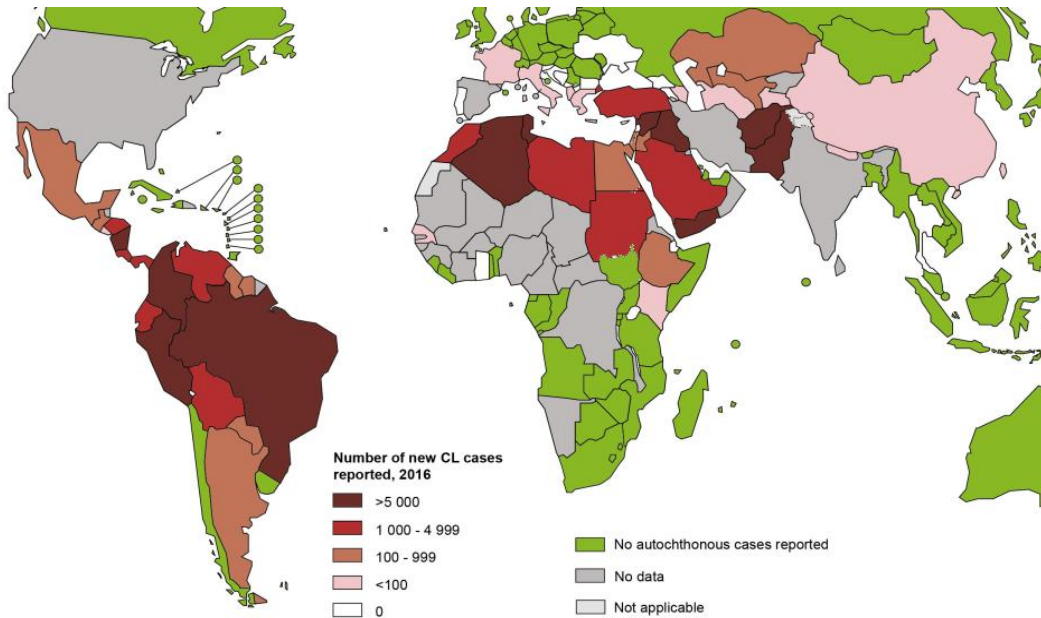 Number of new CL cases
reported, 2016
>5 000
1 000 - 4 999
100 - 999
<100
0
No autochthonous cases reported
No data
Not applicable